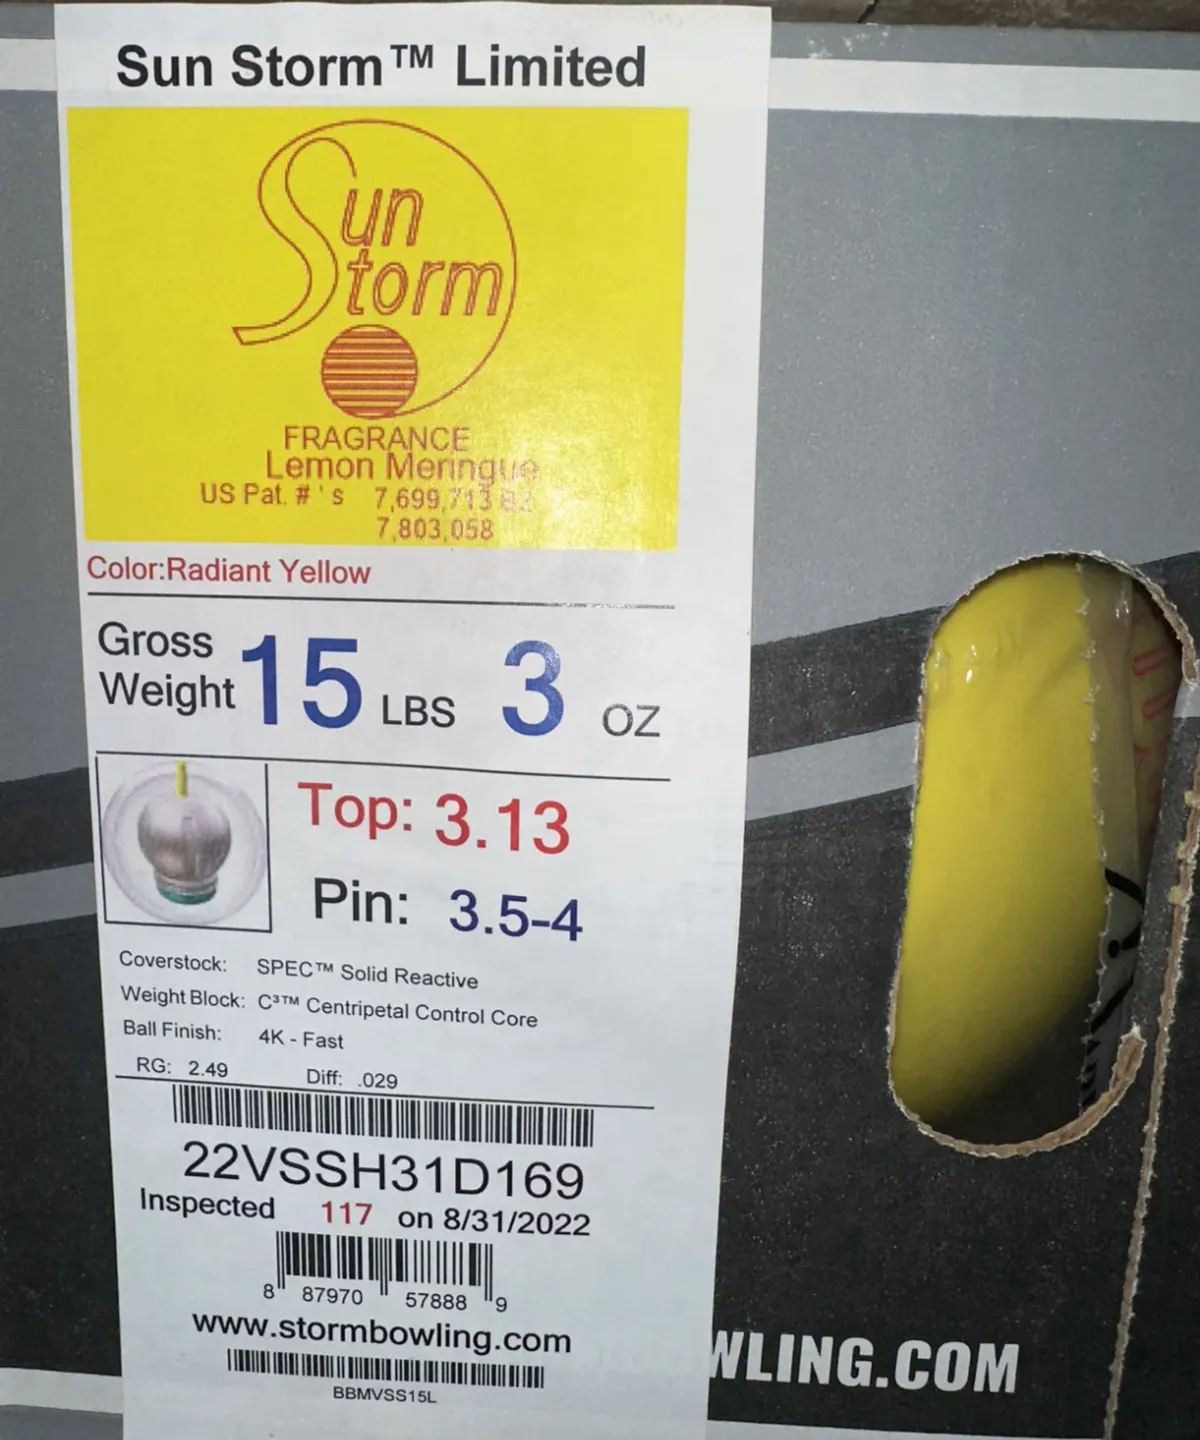 Sun Storm™ Limited
Sun
Storm
FRAGRANCE
Lemon Meringue
US Pat. # ' s 7,699,713 B2
7,803,058
Color:Radiant Yellow
Gross
Weight 15 LBS 3 OZ
Top: 3.13
Pin: 3.5-4
Coverstock: SPEC™ Solid Reactive
Weight Block: C³™ Centripetal Control Core
Ball Finish: 4K - Fast
RG: 2.49 Diff: .029
22VSSH31D169
Inspected 117 on 8/31/2022
8 87970 57888 9
www.stormbowling.com
BBMVSS15L
WLING.COM